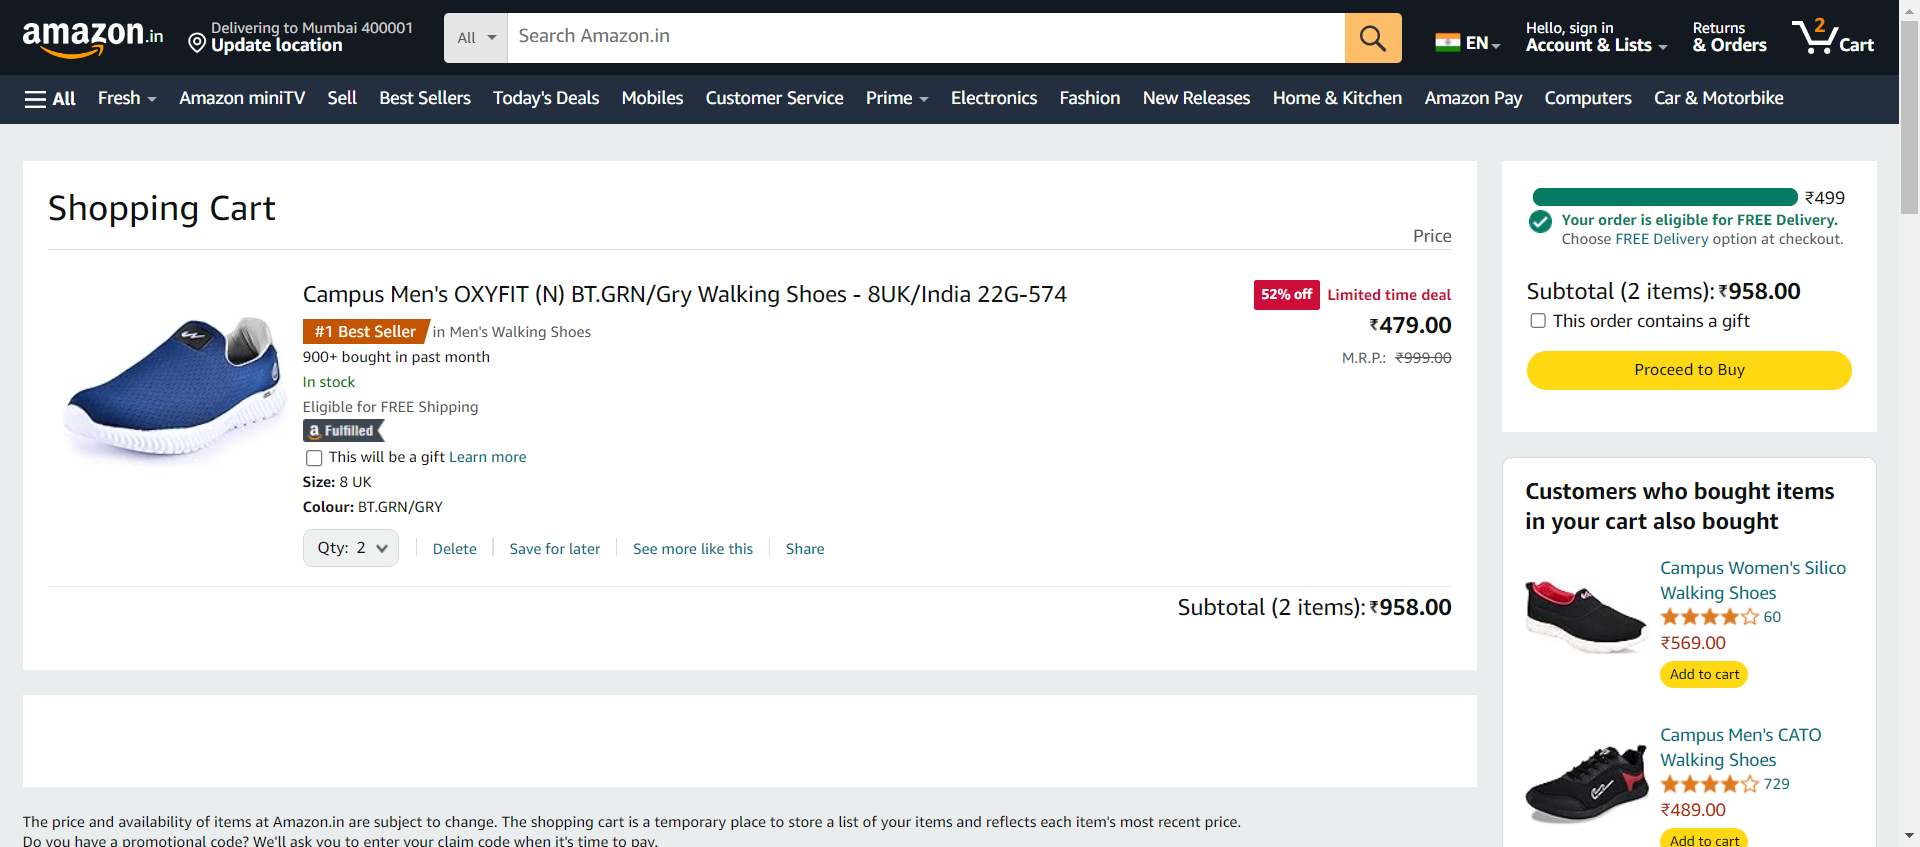 amazon.in
Delivering to Mumbai 400001
Update location
All
Search Amazon.in
EN
Hello, sign in
Account & Lists
Returns
& Orders
2
Cart
All
Fresh
Amazon miniTV
Sell
Best Sellers
Today's Deals
Mobiles
Customer Service
Prime
Electronics
Fashion
New Releases
Home & Kitchen
Amazon Pay
Computers
Car & Motorbike
Shopping Cart
Price
Campus Men's OXYFIT (N) BT.GRN/Gry Walking Shoes - 8UK/India 22G-574
52% off Limited time deal
#1 Best Seller in Men's Walking Shoes
₹479.00
900+ bought in past month
M.R.P.: ₹999.00
In stock
Eligible for FREE Shipping
a Fulfilled
This will be a gift Learn more
Size: 8 UK
Colour: BT.GRN/GRY
Qty: 2
Delete
Save for later
See more like this
Share
Subtotal (2 items): ₹958.00
The price and availability of items at Amazon.in are subject to change. The shopping cart is a temporary place to store a list of your items and reflects each item's most recent price.
Do you have a promotional code? We'll ask you to enter your claim code when it's time to pay.
₹499
Your order is eligible for FREE Delivery.
Choose FREE Delivery option at checkout.
Subtotal (2 items): ₹958.00
This order contains a gift
Proceed to Buy
Customers who bought items
in your cart also bought
Campus Women's Silico
Walking Shoes
60
₹569.00
Add to cart
Campus Men's CATO
Walking Shoes
729
₹489.00
Add to cart